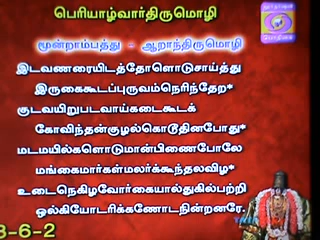 பெரியாழ்வார்திருமொழி
மூன்றாம்பத்து - ஆறாந்திருமொழி
இடவணரையிடத்தோளொடுசாய்த்து
இருகைகூடப்புருவம்நெரிந்தேற*
குடவயிறுபடவாய்கடைகூடக்
கோவிந்தன்குழல்கொடூதினபோது*
மடமயில்களொடுமான்பிணைபோலே
மங்கைமார்கள்மலர்க்கூந்தலவிழ*
உடைநெகிழவோர்கையால்துகில்பற்றி
ஒல்கியோடரிக்கணோடநின்றனரே.
3-6-2